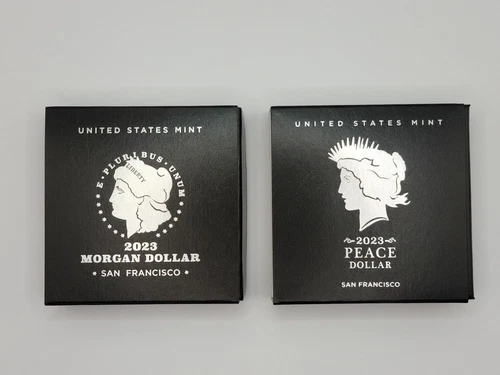 UNITED STATES MINT
E·PLURIBUS·UNUM
LIBERTY
2023
MORGAN DOLLAR
SAN FRANCISCO
UNITED STATES MINT
2023
PEACE
DOLLAR
SAN FRANCISCO